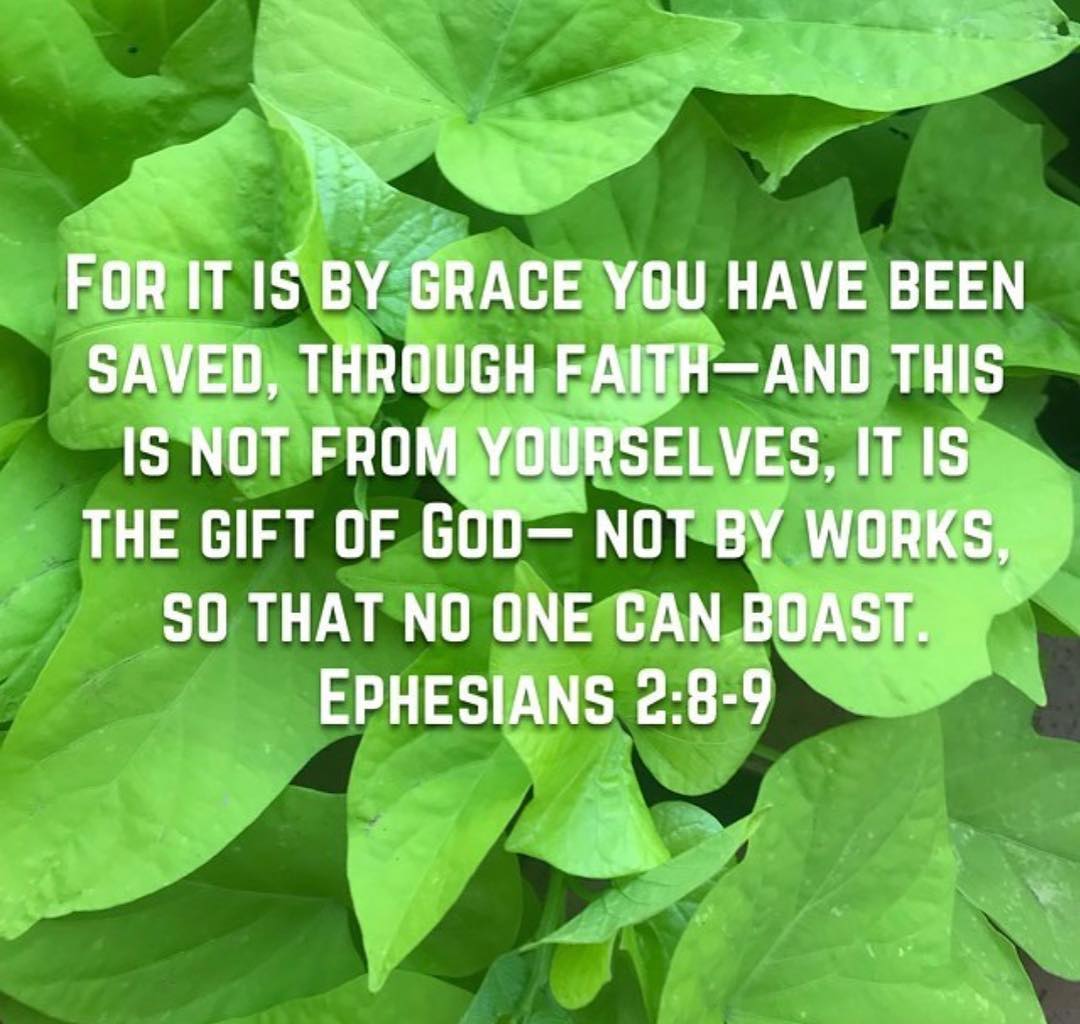 For it is by grace you have been
saved, through faith—and this
is not from yourselves, it is
the gift of God— not by works,
so that no one can boast.
Ephesians 2:8-9